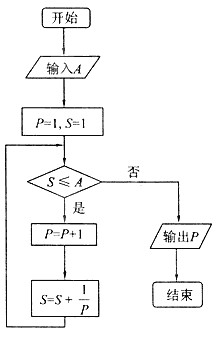 开始
输入A
P=1, S=1
S ≤ A
否
是
P=P+1
输出P
S=S + 1/P
结束